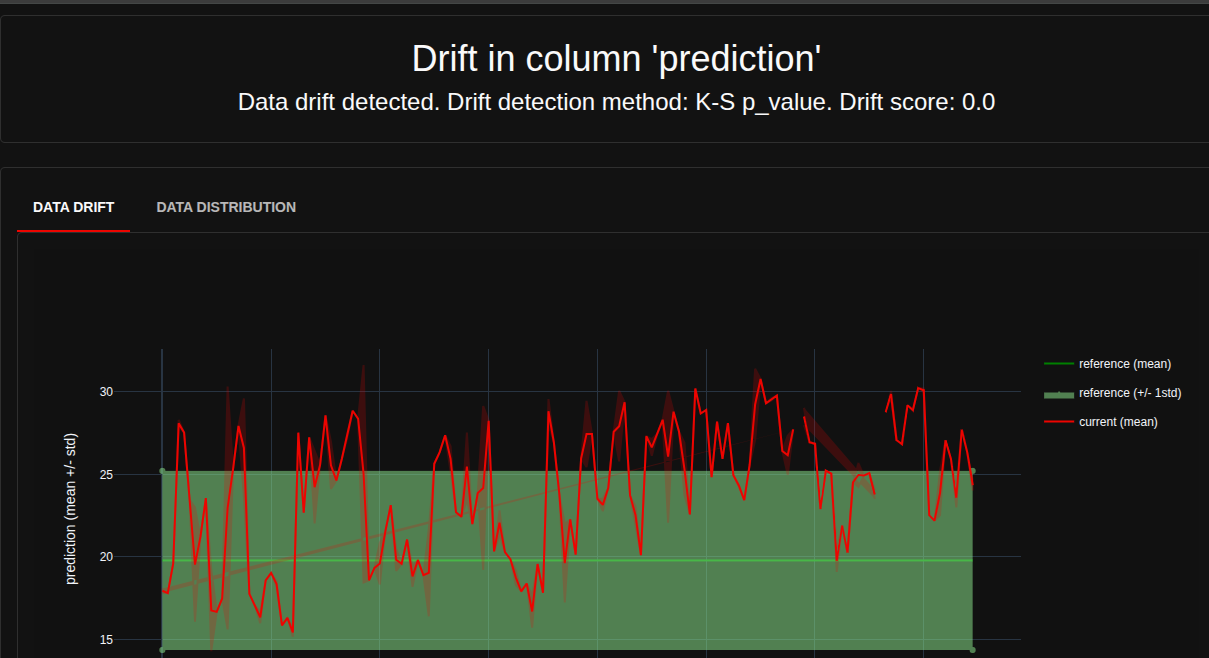 Drift in column 'prediction'
Data drift detected. Drift detection method: K-S p_value. Drift score: 0.0
DATA DRIFT
DATA DISTRIBUTION
30
25
20
15
prediction (mean +/- std)
reference (mean)
reference (+/- 1std)
current (mean)